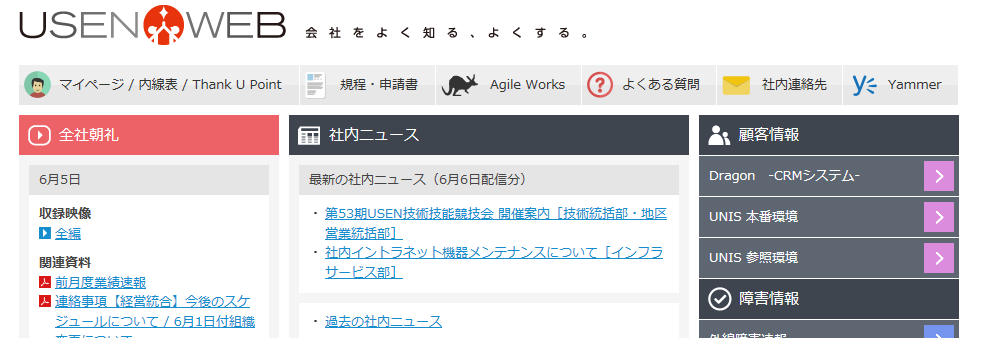 USEN WEB 会社をよく知る、よくする。
マイページ / 内線表 / Thank U Point
規程・申請書
Agile Works
よくある質問
社内連絡先
Yammer
全社朝礼
6月5日
収録映像
全編
関連資料
前月度業績速報
連絡事項【経営統合】今後のスケ
ジュールについて / 6月1日付組織
社内ニュース
最新の社内ニュース（6月6日配信分）
・第53期USEN技術技能競技会 開催案内［技術統括部・地区
営業統括部］
・社内イントラネット機器メンテナンスについて［インフラ
サービス部］
・過去の社内ニュース
顧客情報
Dragon -CRMシステム-
UNIS 本番環境
UNIS 参照環境
障害情報